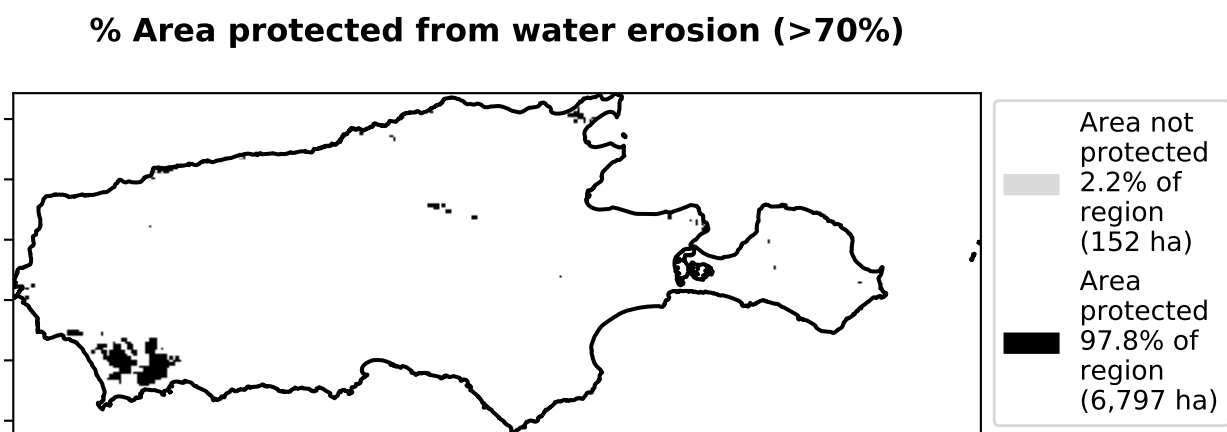 % Area protected from water erosion (>70%)
Area not
protected
2.2% of
region
(152 ha)
Area
protected
97.8% of
region
(6,797 ha)